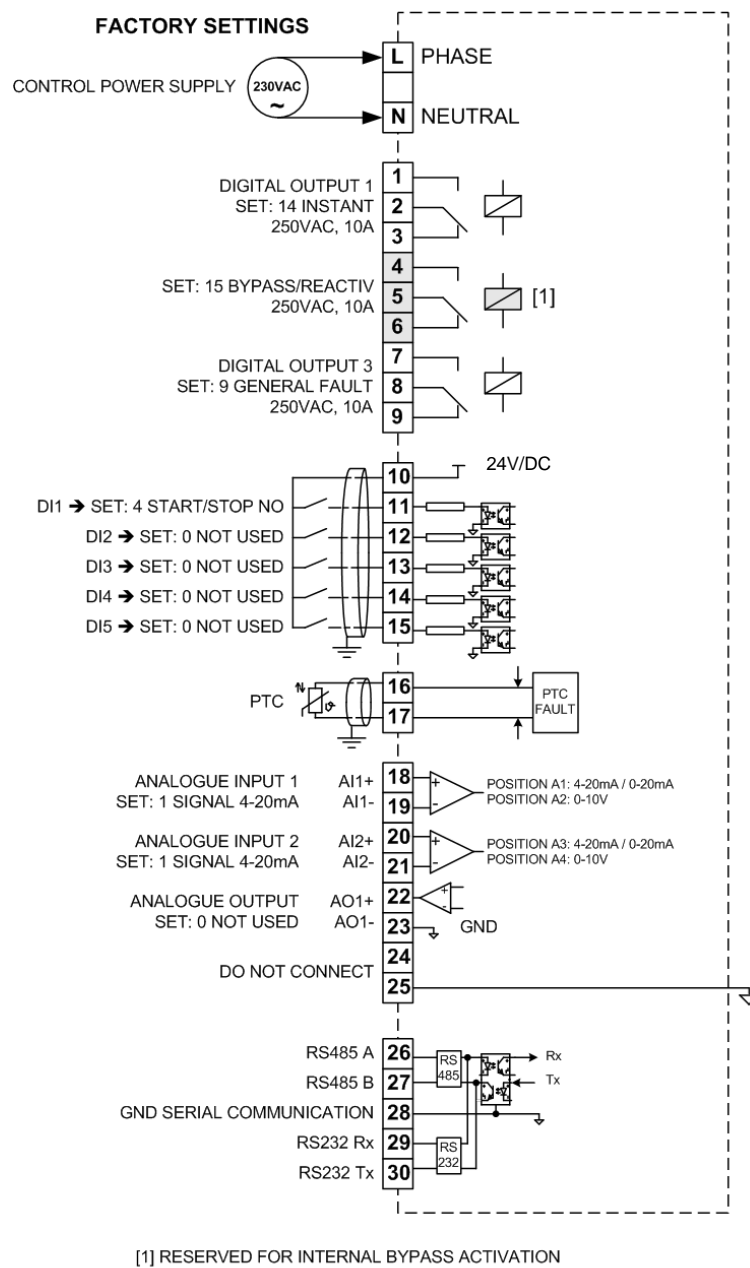 FACTORY SETTINGS
CONTROL POWER SUPPLY
230VAC
~
L
PHASE
N
NEUTRAL
DIGITAL OUTPUT 1
SET: 14 INSTANT
250VAC, 10A
1
2
3
SET: 15 BYPASS/REACTIV
250VAC, 10A
4
5
6
[1]
DIGITAL OUTPUT 3
SET: 9 GENERAL FAULT
250VAC, 10A
7
8
9
10
24V/DC
DI1 → SET: 4 START/STOP NO
11
DI2 → SET: 0 NOT USED
12
DI3 → SET: 0 NOT USED
13
DI4 → SET: 0 NOT USED
14
DI5 → SET: 0 NOT USED
15
PTC
ϑ
16
17
PTC
FAULT
ANALOGUE INPUT 1
SET: 1 SIGNAL 4-20mA
AI1+
AI1-
18
19
+
-
POSITION A1: 4-20mA / 0-20mA
POSITION A2: 0-10V
ANALOGUE INPUT 2
SET: 1 SIGNAL 4-20mA
AI2+
AI2-
20
21
+
-
POSITION A3: 4-20mA / 0-20mA
POSITION A4: 0-10V
ANALOGUE OUTPUT
SET: 0 NOT USED
AO1+
AO1-
22
23
+
-
GND
DO NOT CONNECT
24
25
RS485 A
26
RS485 B
27
RS
485
Rx
Tx
GND SERIAL COMMUNICATION
28
RS232 Rx
29
RS232 Tx
30
RS
232
[1] RESERVED FOR INTERNAL BYPASS ACTIVATION